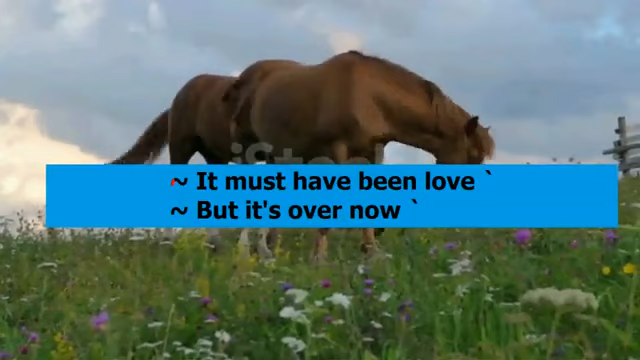 ~ It must have been love `
~ But it's over now `